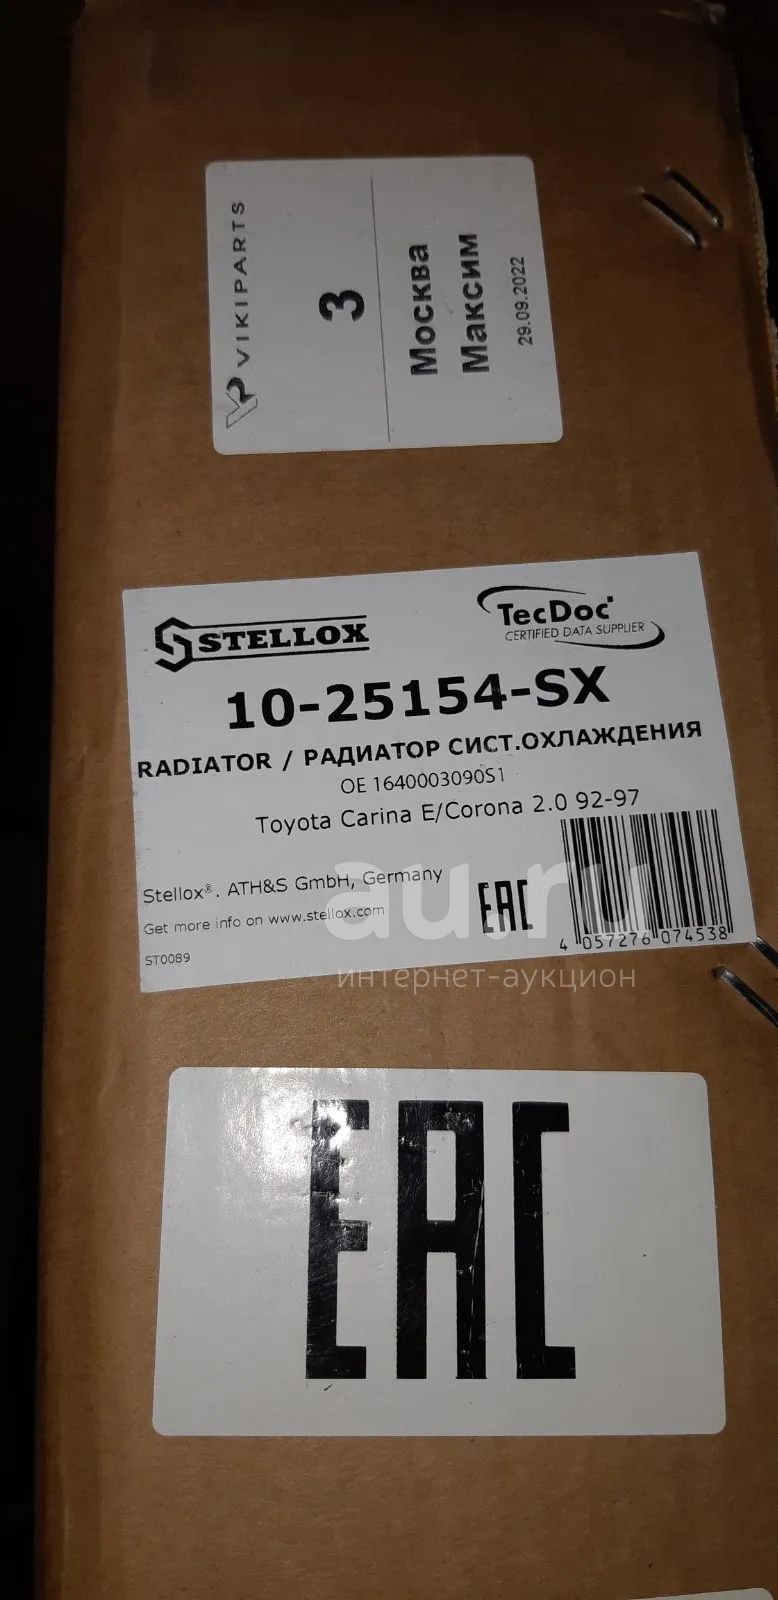 VIKIPARTS
3
Москва
Максим
29.09.2022
STELLOX
TecDoc
CERTIFIED DATA SUPPLIER
10-25154-SX
RADIATOR / РАДИАТОР СИСТ.ОХЛАЖДЕНИЯ
OE 1640003090S1
Toyota Carina E/Corona 2.0 92-97
Stellox®. ATH&S GmbH, Germany
Get more info on www.stellox.com
ST0089
EAC
4 057276 074538
au.ru
интернет-аукцион
EAC